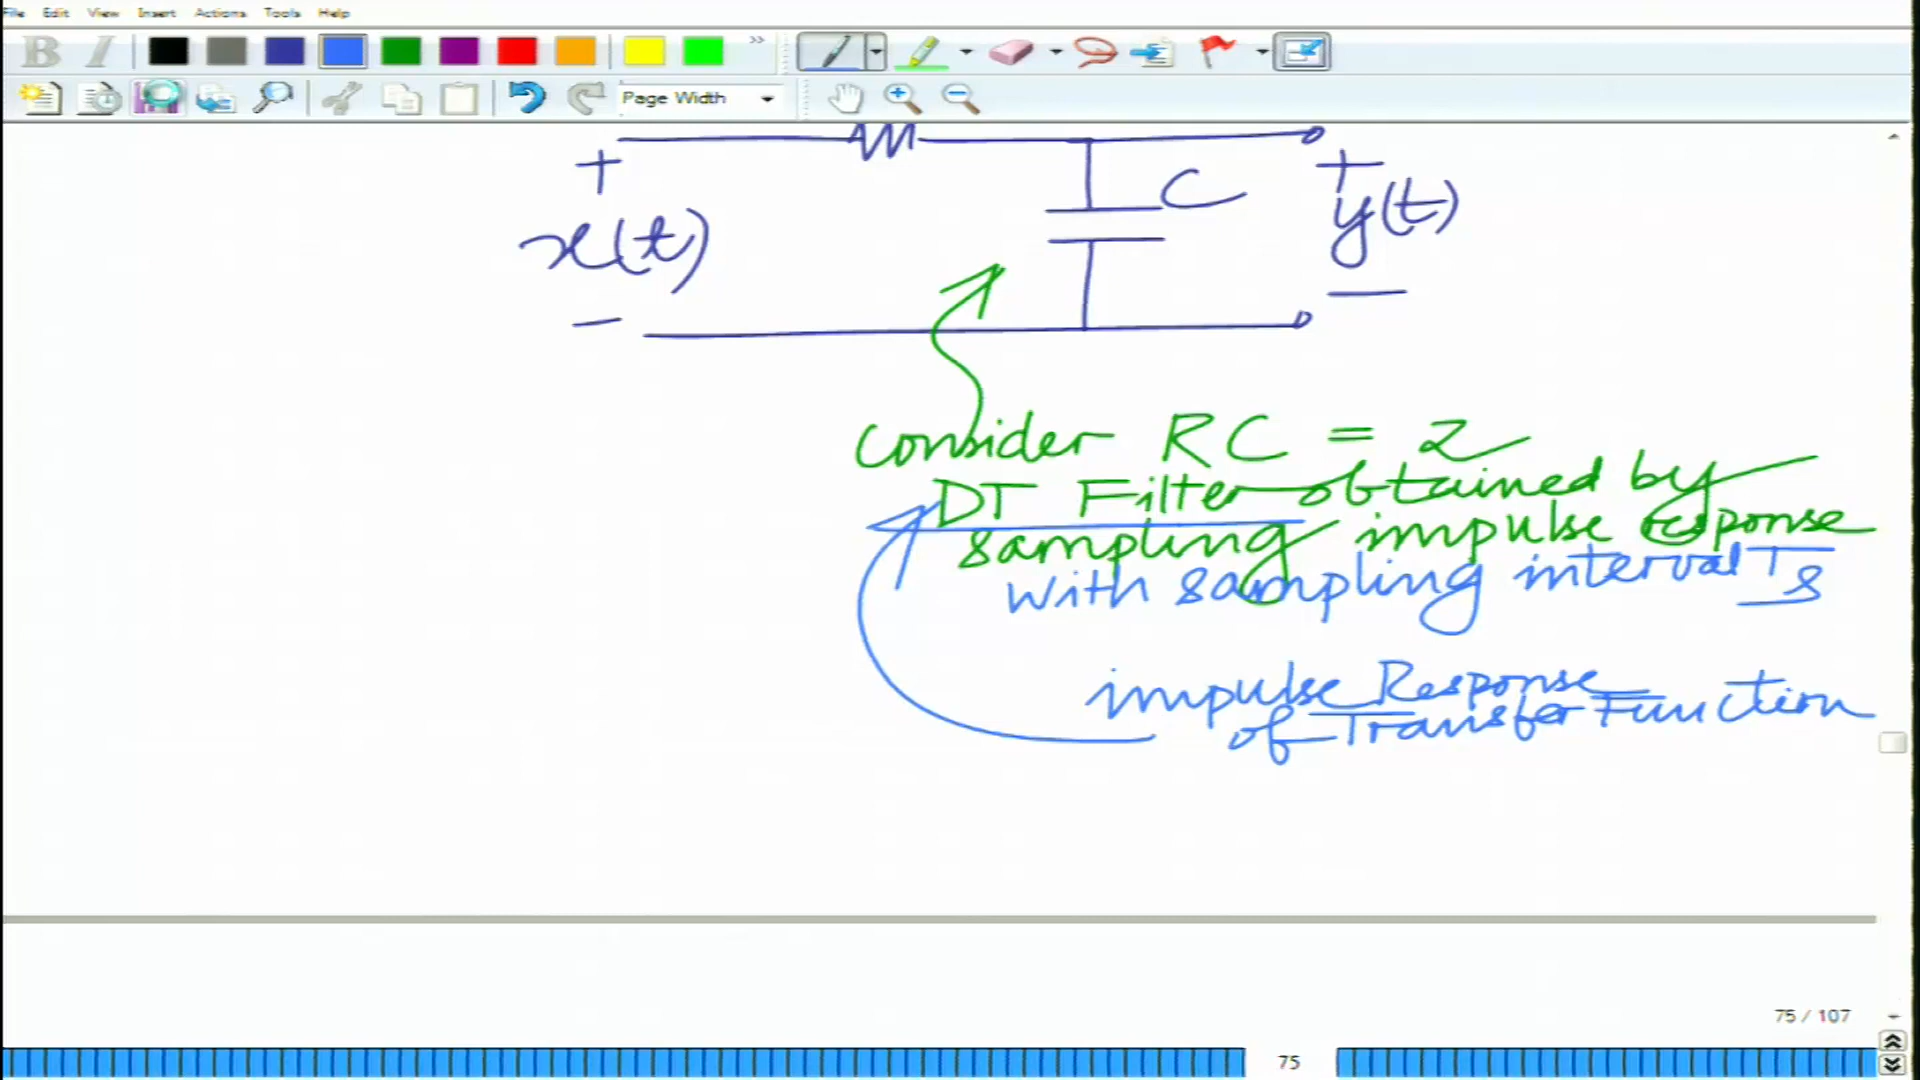 File Edit View Insert Actions Tools Help
B I
Page Width
+ C +
x(t) y(t)
- -
consider RC = 2
DT Filter obtained by
sampling impulse response
with sampling interval Ts
impulse Response
of Transfer Function
75 / 107
75